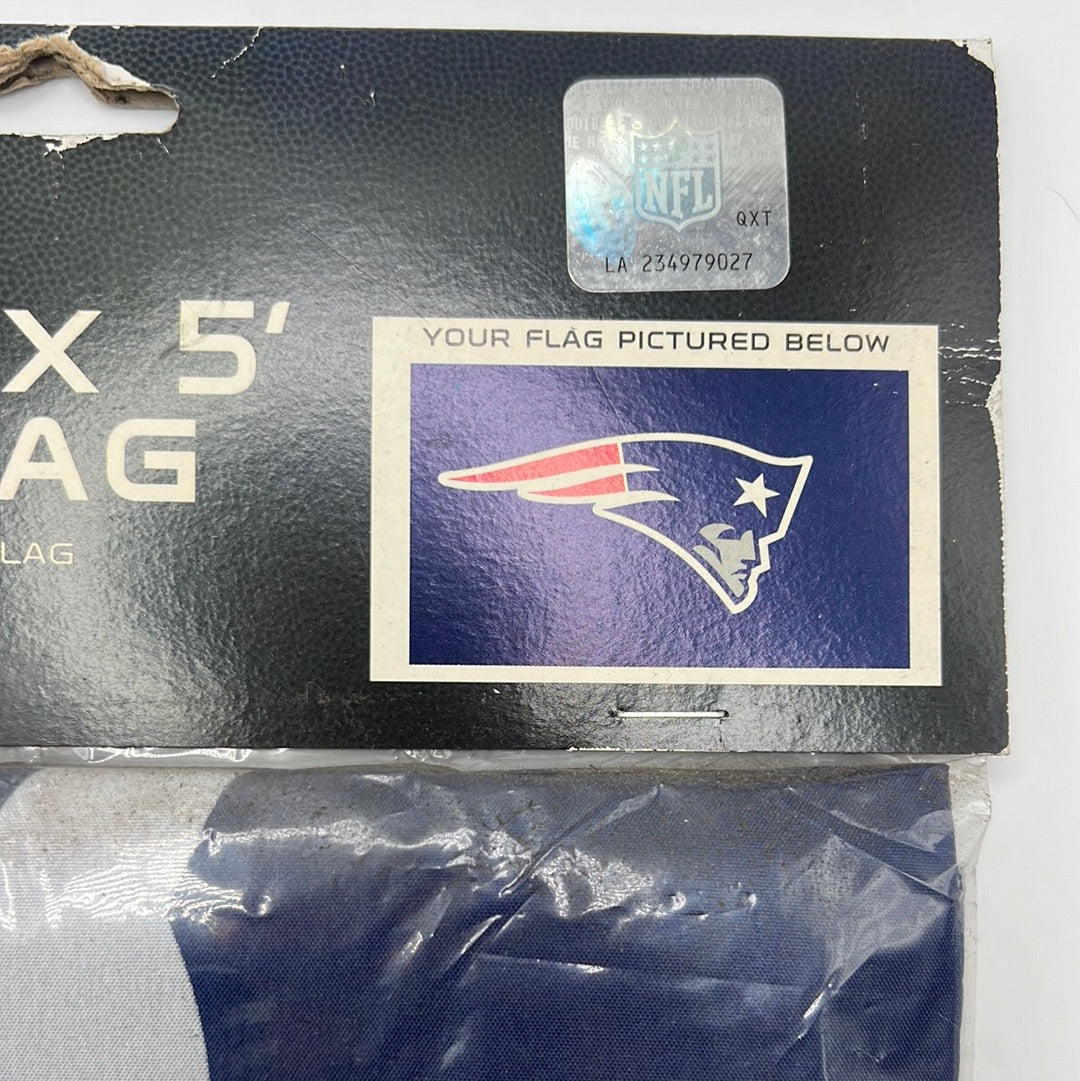 NFL
QXT
LA 234979027
X 5'
AG
LAG
YOUR FLAG PICTURED BELOW